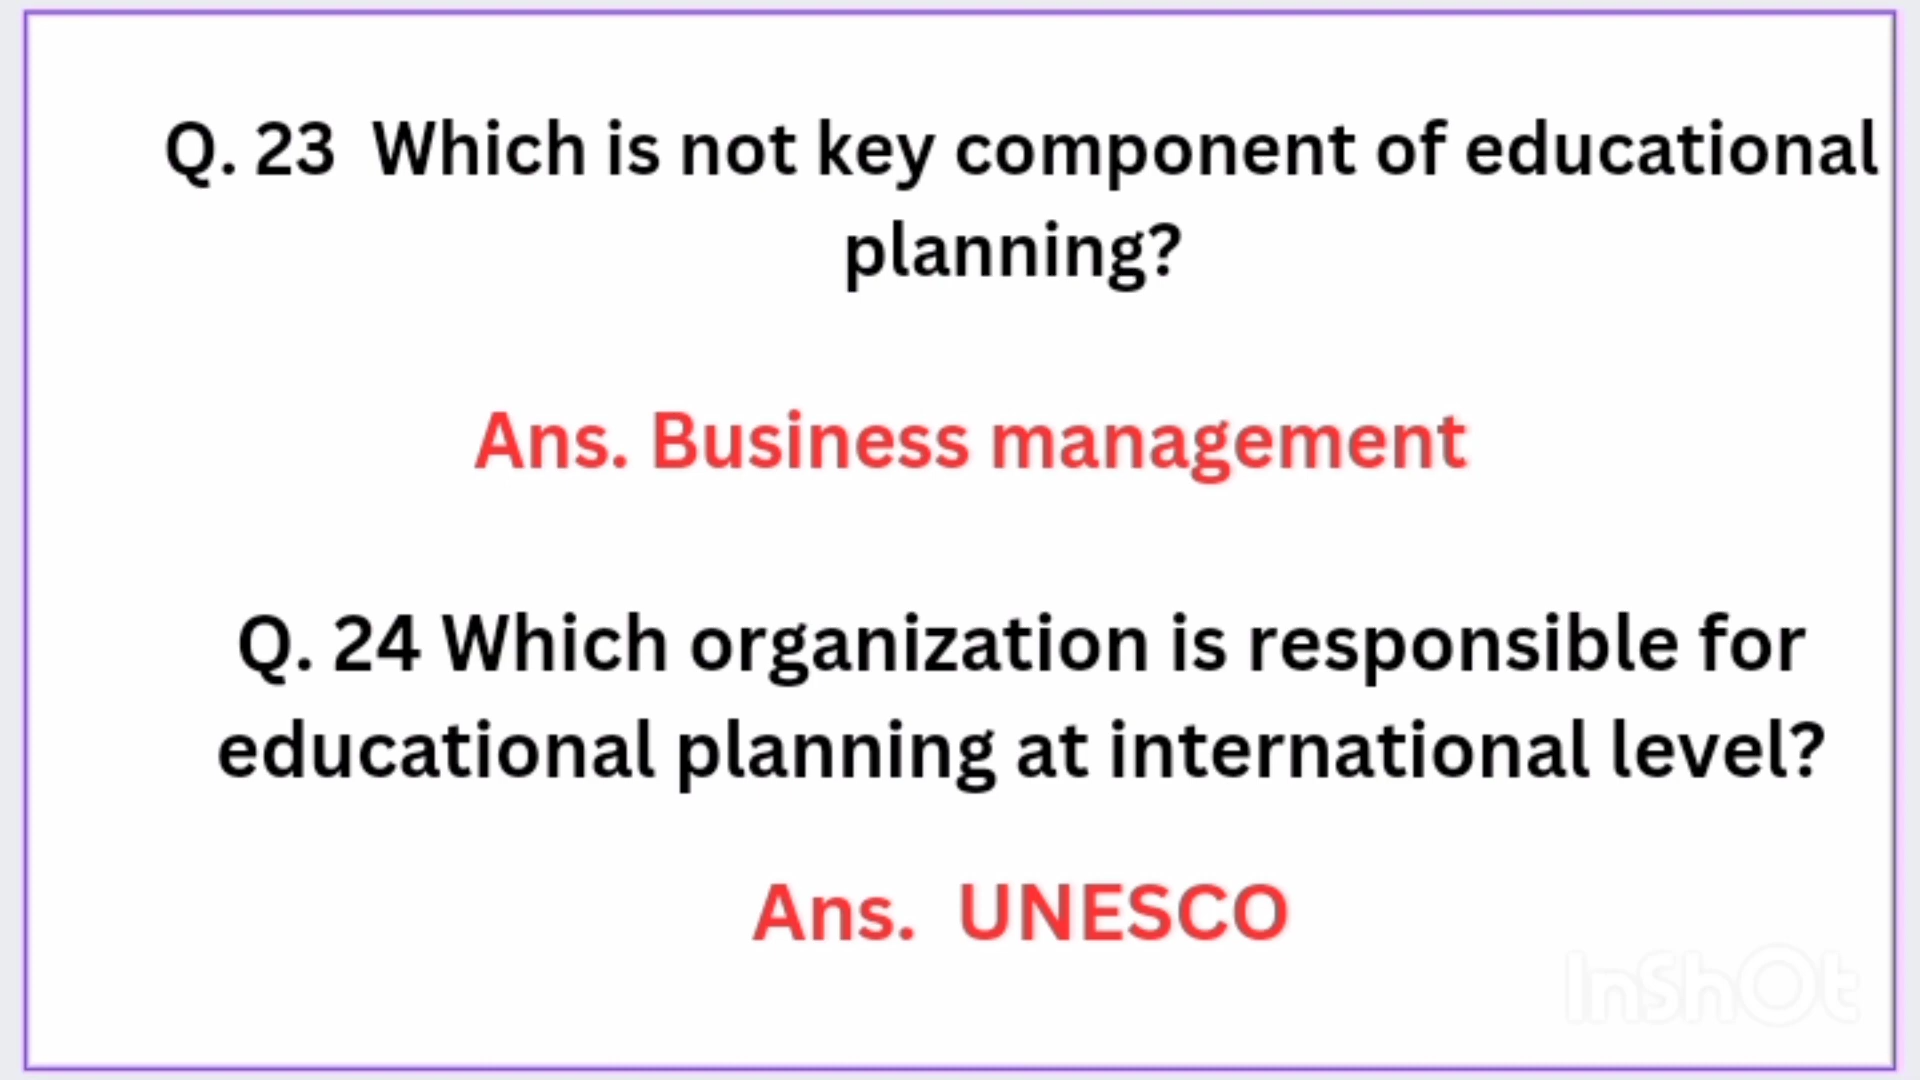 Q. 23 Which is not key component of educational
planning?
Ans. Business management
Q. 24 Which organization is responsible for
educational planning at international level?
Ans. UNESCO
InShOt